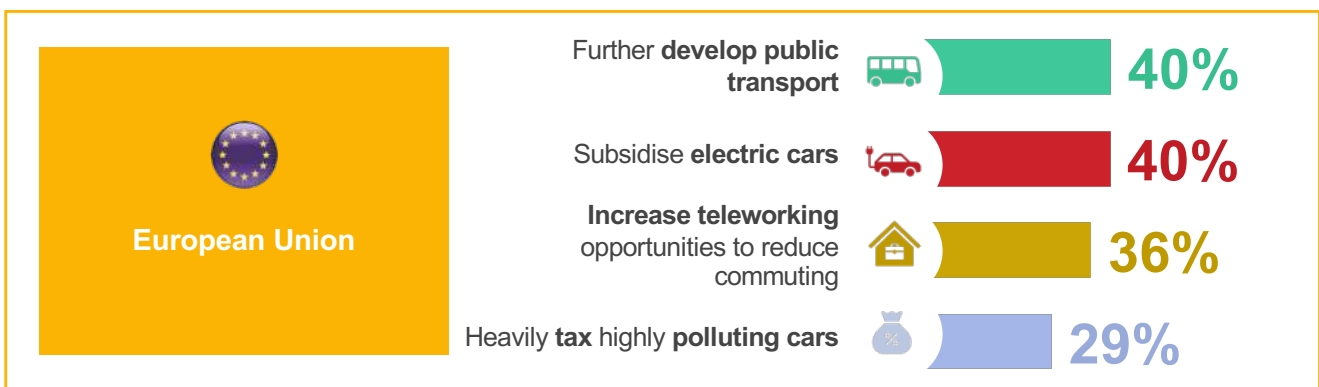 European Union
Further develop public
transport
40%
Subsidise electric cars
40%
Increase teleworking
opportunities to reduce
commuting
36%
Heavily tax highly polluting cars
%
29%